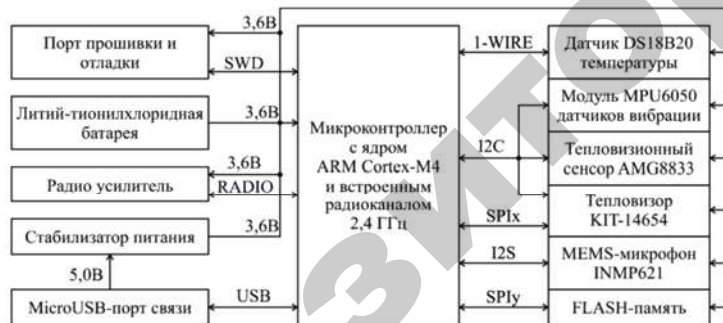 Порт прошивки и
отладки
3,6В
SWD
Литий-тионилхлоридная
батарея
3,6В
Радио усилитель
3,6В
RADIO
Стабилизатор питания
3,6В
5,0В
MicroUSB-порт связи
USB
Микроконтроллер
с ядром
ARM Cortex-M4
и встроенным
радиоканалом
2,4 ГГц
1-WIRE
I2C
SPIx
I2S
SPIy
Датчик DS18B20
температуры
Модуль MPU6050
датчиков вибрации
Тепловизионный
сенсор AMG8833
Тепловизор
KIT-14654
MEMS-микрофон
INMP621
FLASH-память